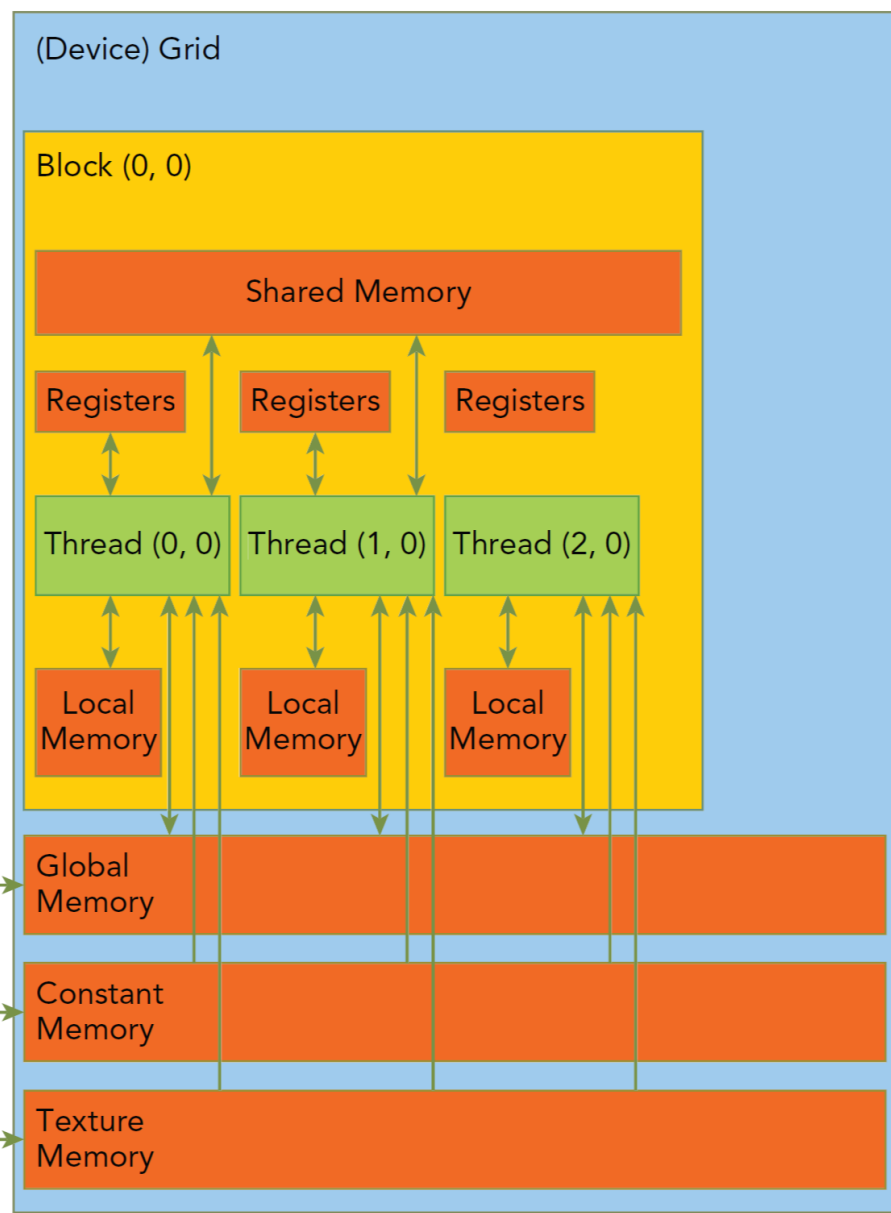 (Device) Grid
Block (0, 0)
Shared Memory
Registers
Registers
Registers
Thread (0, 0)
Thread (1, 0)
Thread (2, 0)
Local
Memory
Local
Memory
Local
Memory
Global
Memory
Constant
Memory
Texture
Memory